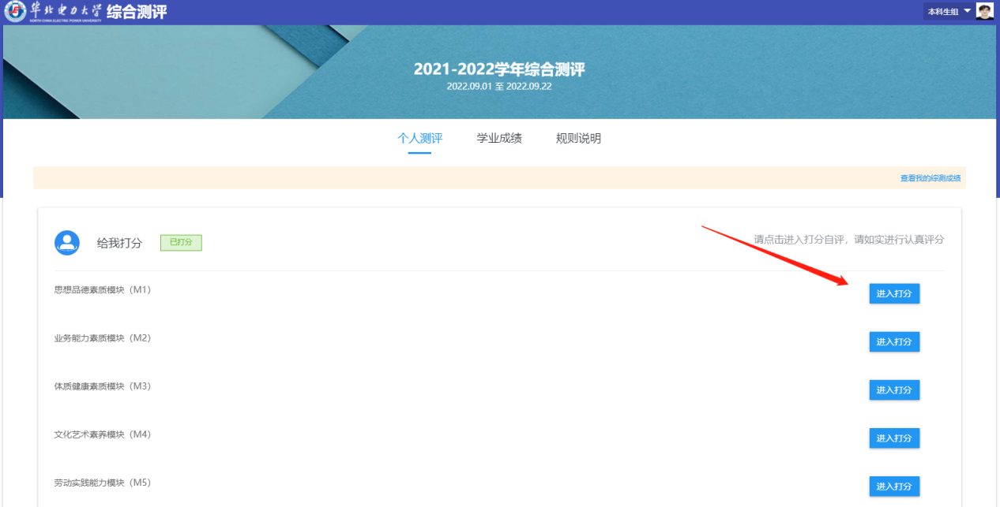 华北电力大学 综合测评
NORTH CHINA ELECTRIC POWER UNIVERSITY
本科生组
2021-2022学年综合测评
2022.09.01 至 2022.09.22
个人测评 学业成绩 规则说明
查看我的综测成绩
给我打分 已打分 请点击进入打分自评，请如实进行认真评分
思想品德素质模块（M1） 进入打分
业务能力素质模块（M2） 进入打分
体质健康素质模块（M3） 进入打分
文化艺术素养模块（M4） 进入打分
劳动实践能力模块（M5） 进入打分